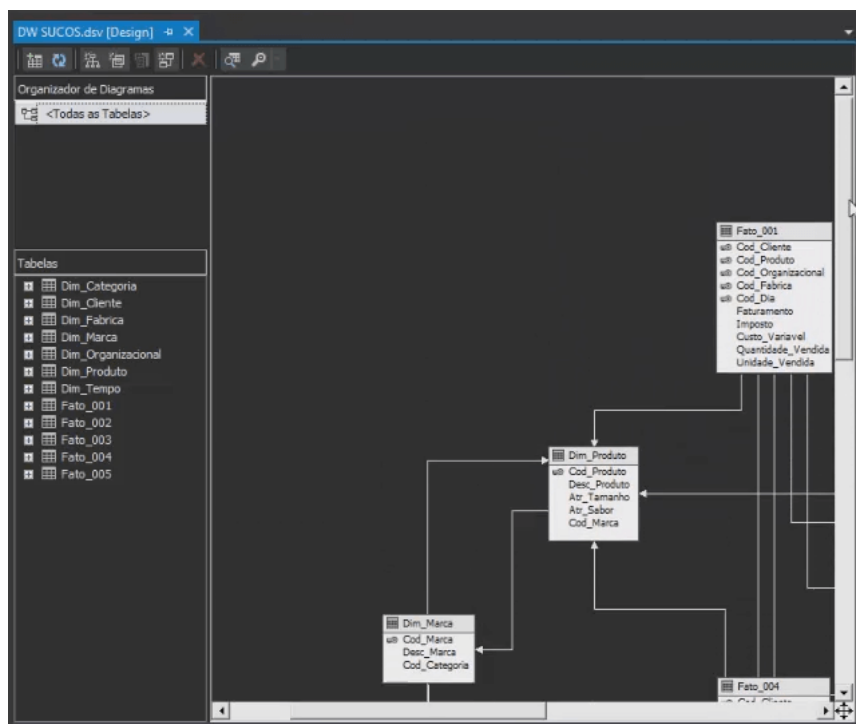 DW SUCOS.dsv [Design]
Organizador de Diagramas
<Todas as Tabelas>
Tabelas
Dim_Categoria
Dim_Cliente
Dim_Fabrica
Dim_Marca
Dim_Organizacional
Dim_Produto
Dim_Tempo
Fato_001
Fato_002
Fato_003
Fato_004
Fato_005
Fato_001
Cod_Cliente
Cod_Produto
Cod_Organizacional
Cod_Fabrica
Cod_Dia
Faturamento
Imposto
Custo_Variavel
Quantidade_Vendida
Unidade_Vendida
Dim_Produto
Cod_Produto
Desc_Produto
Atr_Tamanho
Atr_Sabor
Cod_Marca
Dim_Marca
Cod_Marca
Desc_Marca
Cod_Categoria
Fato_004
Cod_Cliente